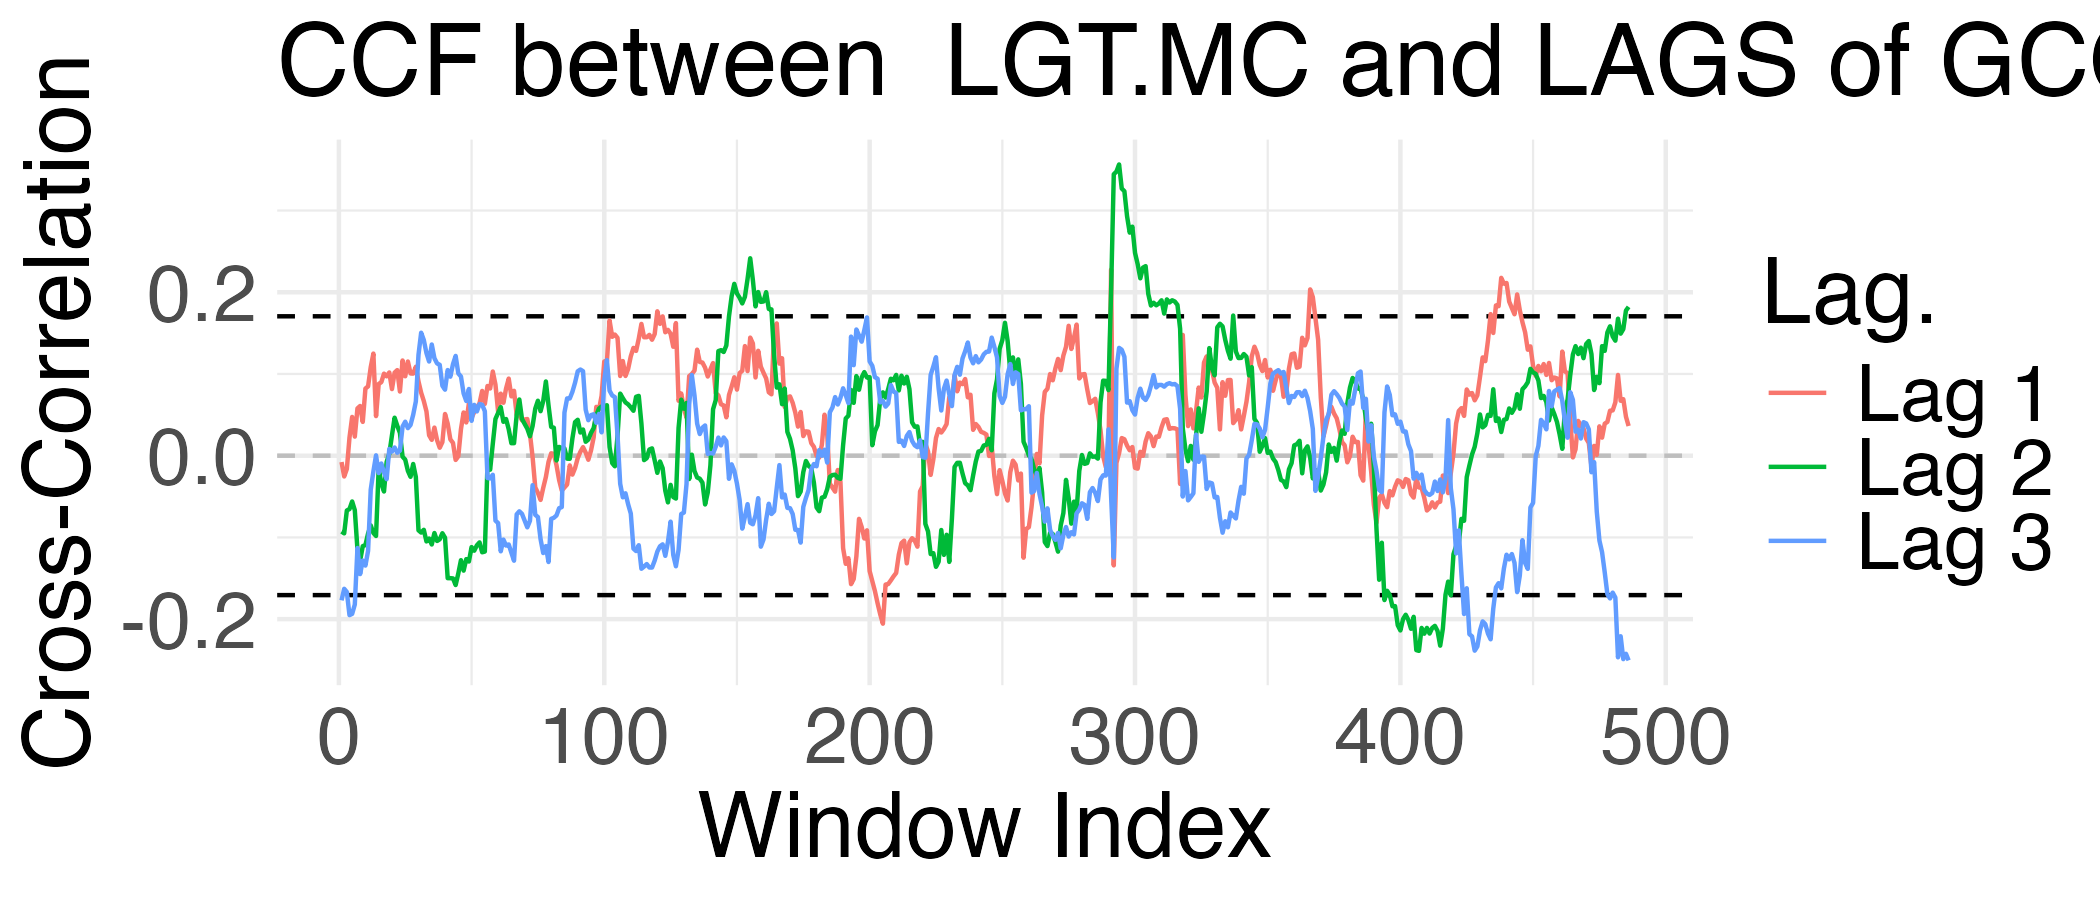 CCF between  LGT.MC and LAGS of GC
Cross-Correlation
0.2
0.0
-0.2
0
100
200
300
400
500
Window Index
Lag.
Lag 1
Lag 2
Lag 3